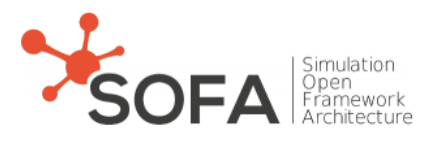 SOFA
Simulation
Open
Framework
Architecture